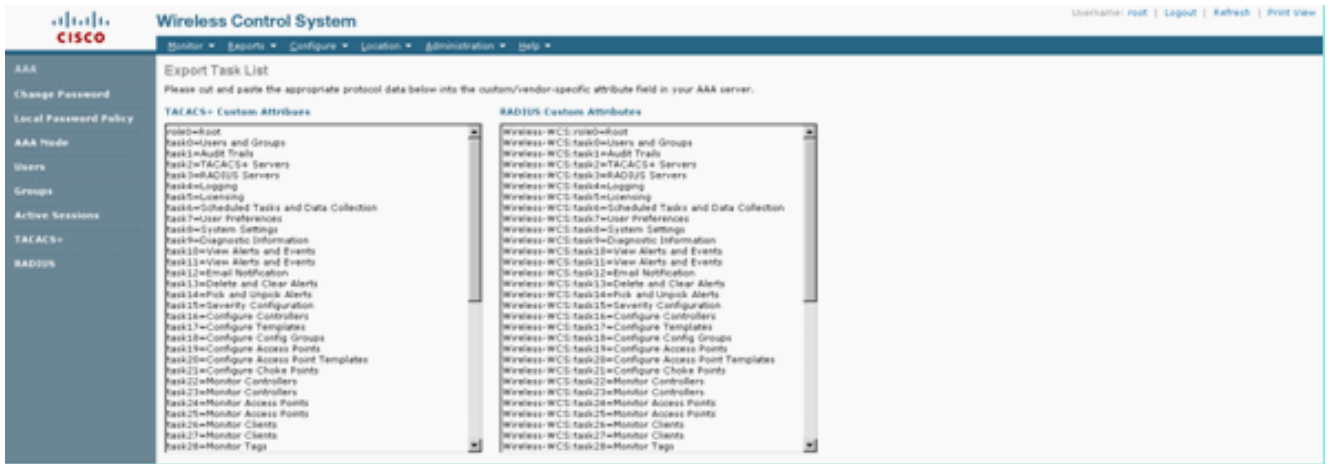 Username: root | Logout | Refresh | Print View
CISCO
Wireless Control System
Monitor Reports Configure Location Administration Help
AAA
Change Password
Local Password Policy
AAA Mode
Users
Groups
Active Sessions
TACACS+
RADIUS
Export Task List
Please cut and paste the appropriate protocol data below into the custom/vendor-specific attribute field in your AAA server.
TACACS+ Custom Attribues
role0=Root
task0=Users and Groups
task1=Audit Trails
task2=TACACS+ Servers
task3=RADIUS Servers
task4=Logging
task5=Licensing
task6=Scheduled Tasks and Data Collection
task7=User Preferences
task8=System Settings
task9=Diagnostic Information
task10=View Alerts and Events
task11=View Alerts and Events
task12=Email Notification
task13=Delete and Clear Alerts
task14=Pick and Unpick Alerts
task15=Severity Configuration
task16=Configure Controllers
task17=Configure Templates
task18=Configure Config Groups
task19=Configure Access Points
task20=Configure Access Point Templates
task21=Configure Choke Points
task22=Monitor Controllers
task23=Monitor Controllers
task24=Monitor Access Points
task25=Monitor Access Points
task26=Monitor Clients
task27=Monitor Clients
task28=Monitor Tags
RADIUS Custom Attributes
Wireless-WCS:role0=Root
Wireless-WCS:task0=Users and Groups
Wireless-WCS:task1=Audit Trails
Wireless-WCS:task2=TACACS+ Servers
Wireless-WCS:task3=RADIUS Servers
Wireless-WCS:task4=Logging
Wireless-WCS:task5=Licensing
Wireless-WCS:task6=Scheduled Tasks and Data Collection
Wireless-WCS:task7=User Preferences
Wireless-WCS:task8=System Settings
Wireless-WCS:task9=Diagnostic Information
Wireless-WCS:task10=View Alerts and Events
Wireless-WCS:task11=View Alerts and Events
Wireless-WCS:task12=Email Notification
Wireless-WCS:task13=Delete and Clear Alerts
Wireless-WCS:task14=Pick and Unpick Alerts
Wireless-WCS:task15=Severity Configuration
Wireless-WCS:task16=Configure Controllers
Wireless-WCS:task17=Configure Templates
Wireless-WCS:task18=Configure Config Groups
Wireless-WCS:task19=Configure Access Points
Wireless-WCS:task20=Configure Access Point Templates
Wireless-WCS:task21=Configure Choke Points
Wireless-WCS:task22=Monitor Controllers
Wireless-WCS:task23=Monitor Controllers
Wireless-WCS:task24=Monitor Access Points
Wireless-WCS:task25=Monitor Access Points
Wireless-WCS:task26=Monitor Clients
Wireless-WCS:task27=Monitor Clients
Wireless-WCS:task28=Monitor Tags